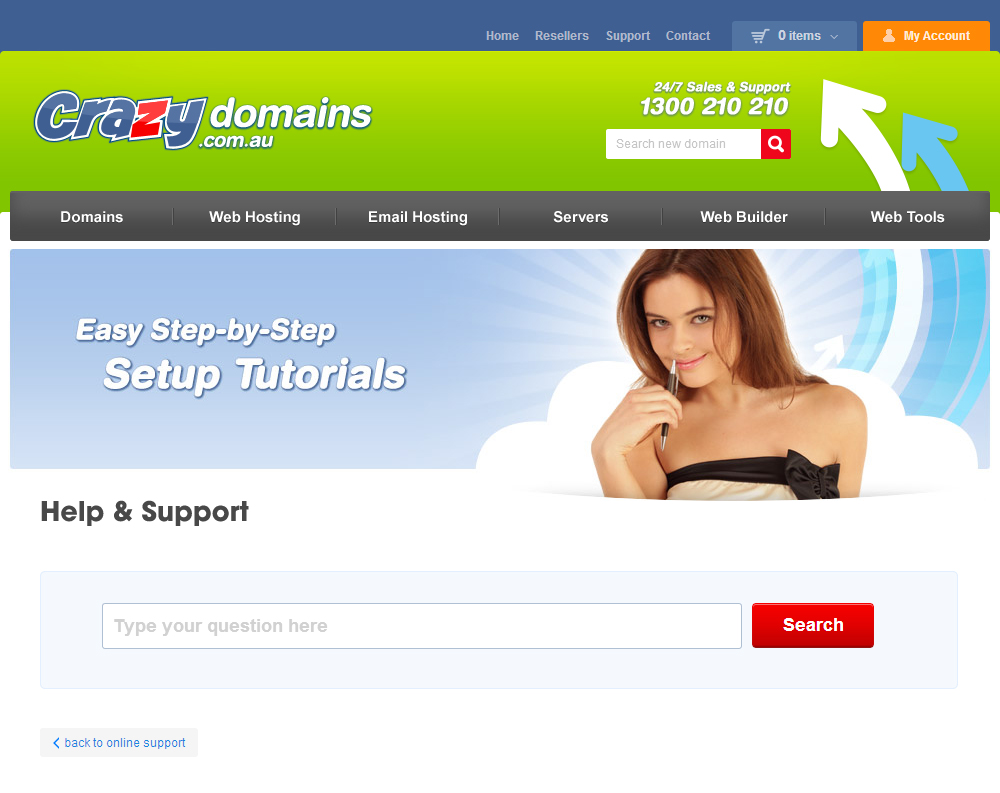 Home Resellers Support Contact 0 items My Account
24/7 Sales & Support
1300 210 210
Crazy domains
.com.au
Search new domain
Domains Web Hosting Email Hosting Servers Web Builder Web Tools
Easy Step-by-Step
Setup Tutorials
Help & Support
Type your question here Search
back to online support